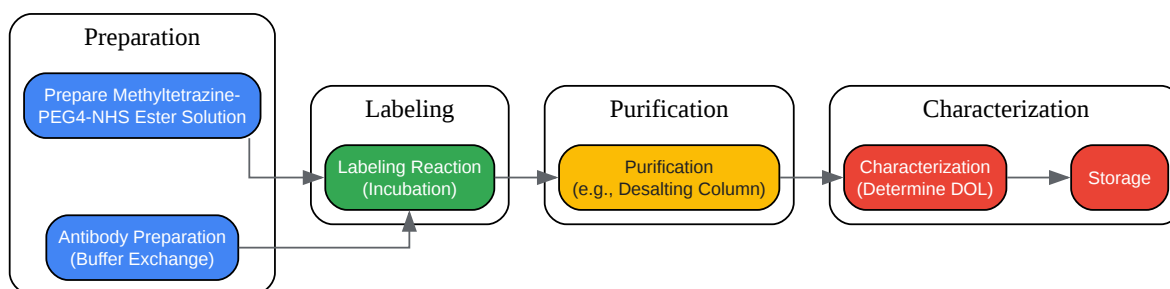 Preparation
Prepare Methyltetrazine-
PEG4-NHS Ester Solution
Antibody Preparation
(Buffer Exchange)
Labeling
Labeling Reaction
(Incubation)
Purification
Purification
(e.g., Desalting Column)
Characterization
Characterization
(Determine DOL)
Storage